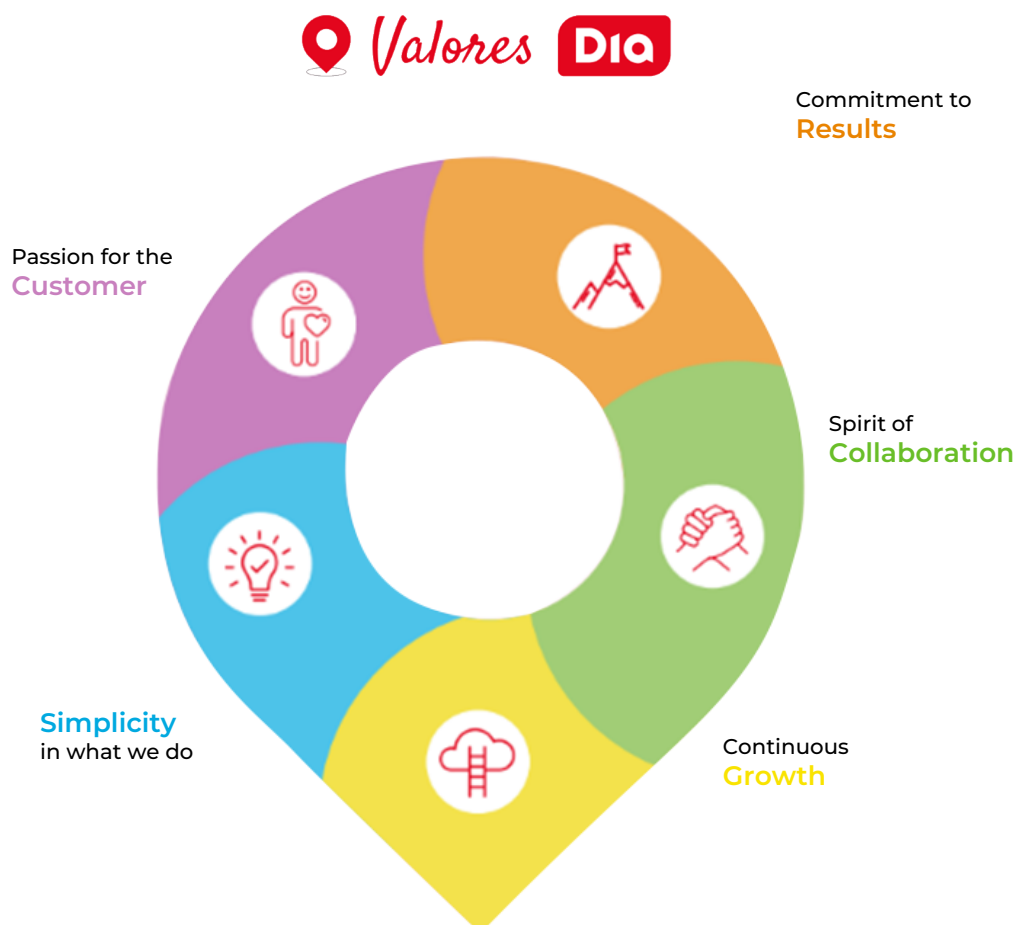 Valores Dia
Commitment to
Results
Passion for the
Customer
Spirit of
Collaboration
Simplicity
in what we do
Continuous
Growth